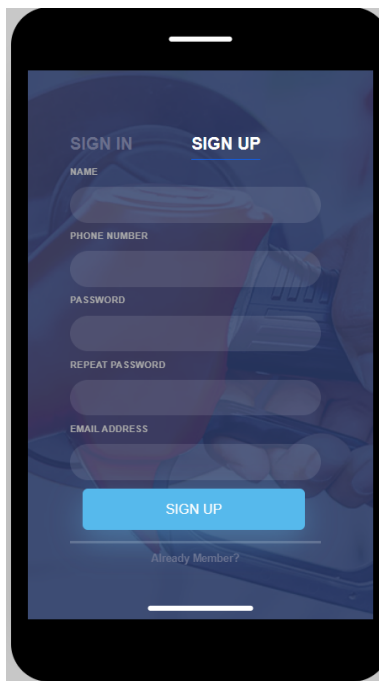 SIGN IN SIGN UP
NAME
PHONE NUMBER
PASSWORD
REPEAT PASSWORD
EMAIL ADDRESS
SIGN UP
Already Member?